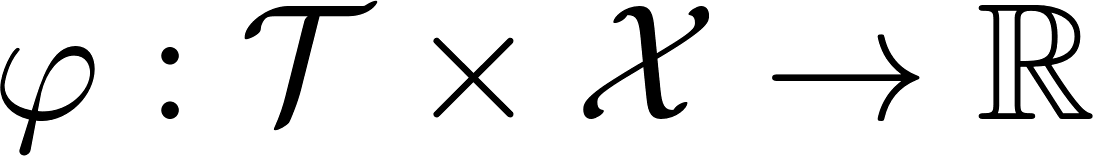 φ : 𝒯 × 𝒳 → ℝ